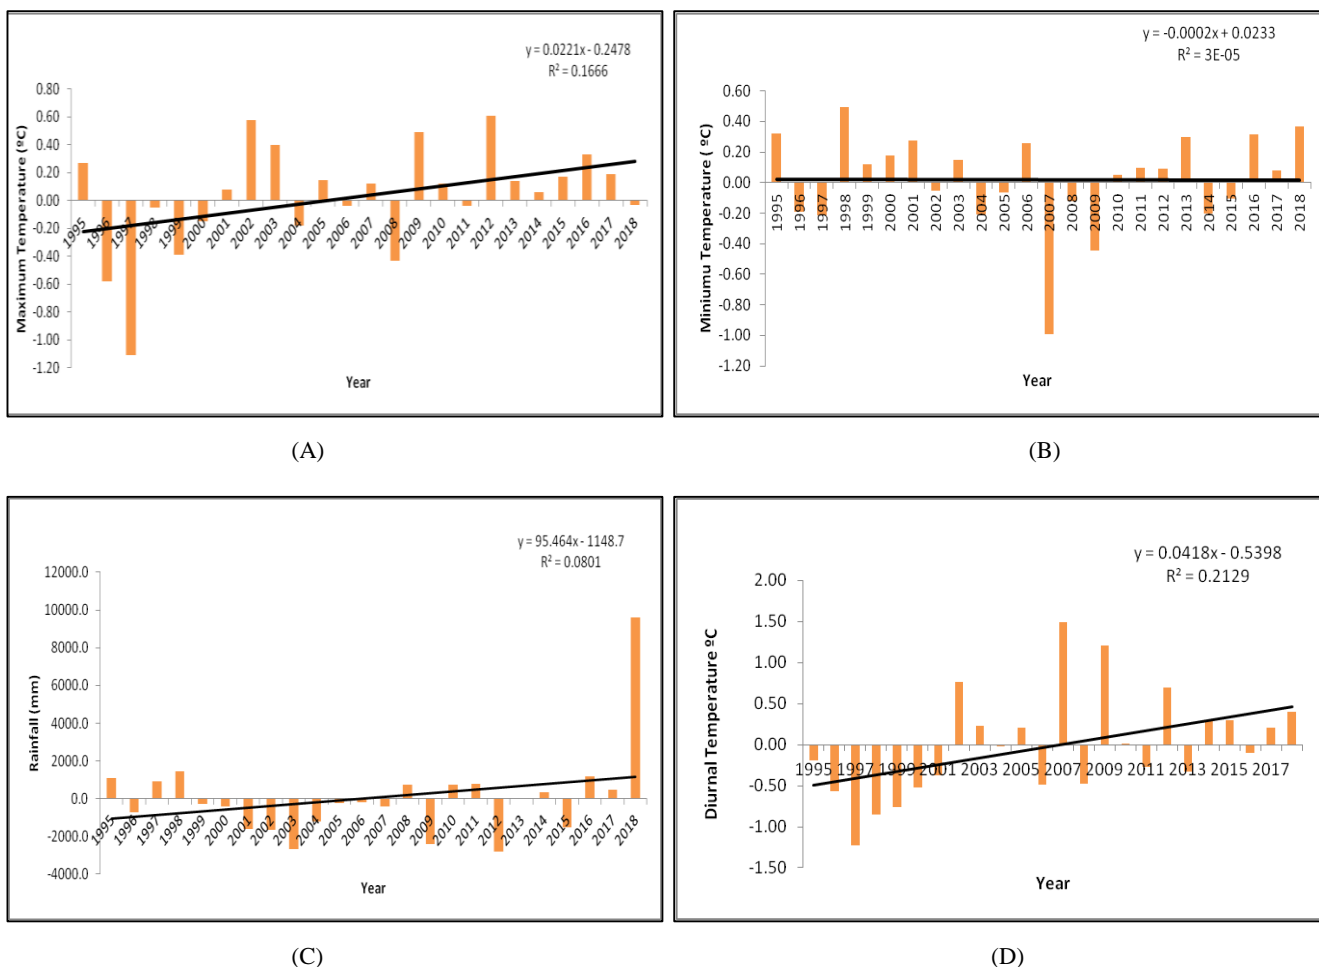 y = 0.0221x - 0.2478
R² = 0.1666
0.80
0.60
0.40
0.20
0.00
-0.20
-0.40
-0.60
-0.80
-1.00
-1.20
Maximum Temperature (ºC)
1995 1996 1997 1998 1999 2000 2001 2002 2003 2004 2005 2006 2007 2008 2009 2010 2011 2012 2013 2014 2015 2016 2017 2018
Year
(A)
y = -0.0002x + 0.0233
R² = 3E-05
0.60
0.40
0.20
0.00
-0.20
-0.40
-0.60
-0.80
-1.00
-1.20
Miniumu Temperature ( ºC)
1995 1996 1997 1998 1999 2000 2001 2002 2003 2004 2005 2006 2007 2008 2009 2010 2011 2012 2013 2014 2015 2016 2017 2018
Year
(B)
y = 95.464x - 1148.7
R² = 0.0801
12000.0
10000.0
8000.0
6000.0
4000.0
2000.0
0.0
-2000.0
-4000.0
Rainfall (mm)
1995 1996 1997 1998 1999 2000 2001 2002 2003 2004 2005 2006 2007 2008 2009 2010 2011 2012 2013 2014 2015 2016 2017 2018
Year
(C)
y = 0.0418x - 0.5398
R² = 0.2129
2.00
1.50
1.00
0.50
0.00
-0.50
-1.00
-1.50
Diurnal Temperature ºC
1995 1997 1999 2001 2003 2005 2007 2009 2011 2013 2015 2017
Year
(D)